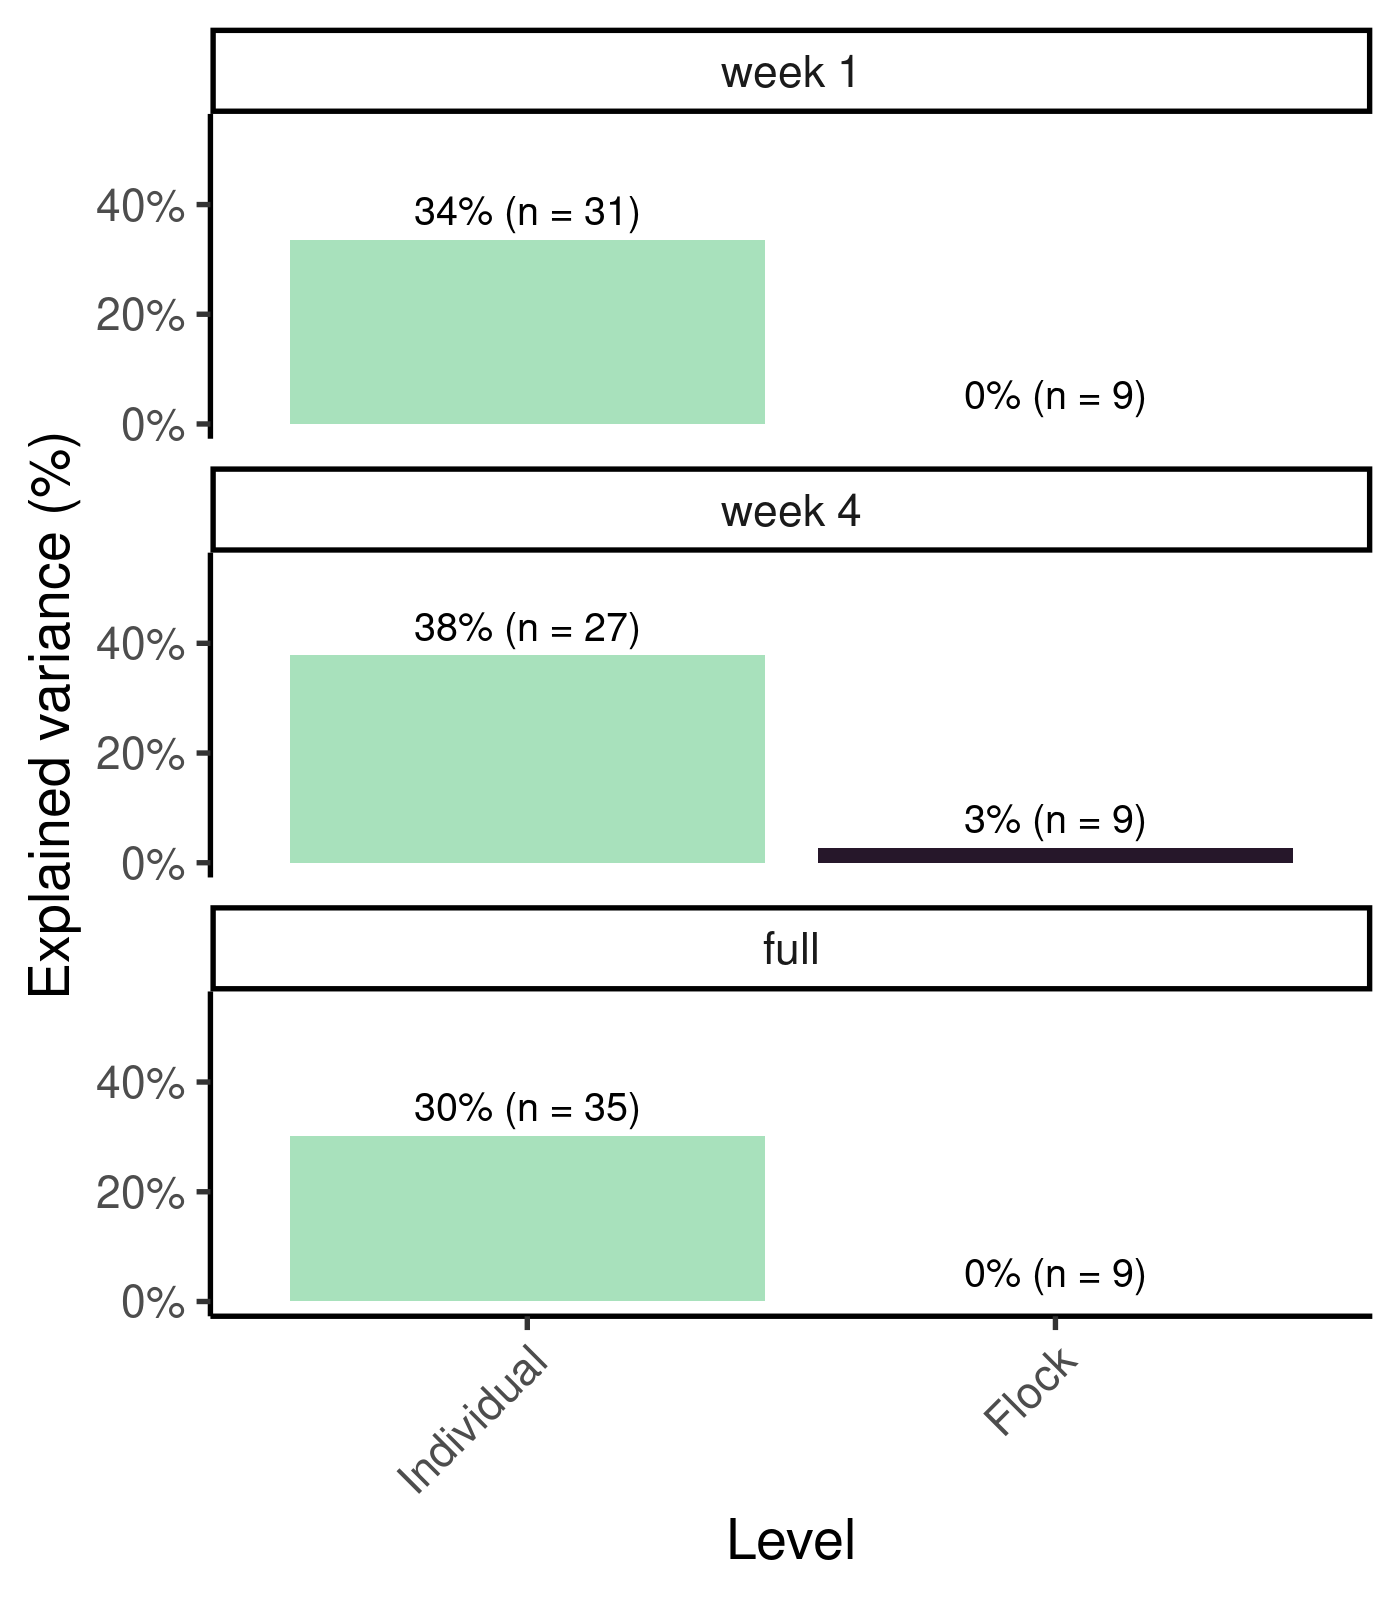 week 1
40%
34% (n = 31)
20%
0% (n = 9)
0%
week 4
38% (n = 27)
40%
20%
3% (n = 9)
0%
full
40%
30% (n = 35)
20%
0% (n = 9)
0%
Explained variance (%)
Individual
Flock
Level